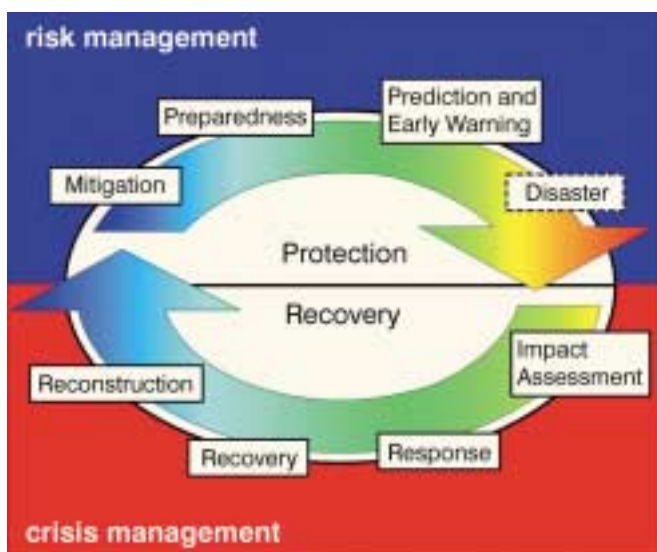 risk management
Preparedness
Prediction and
Early Warning
Mitigation
Disaster
Protection
Recovery
Impact
Assessment
Reconstruction
Recovery
Response
crisis management